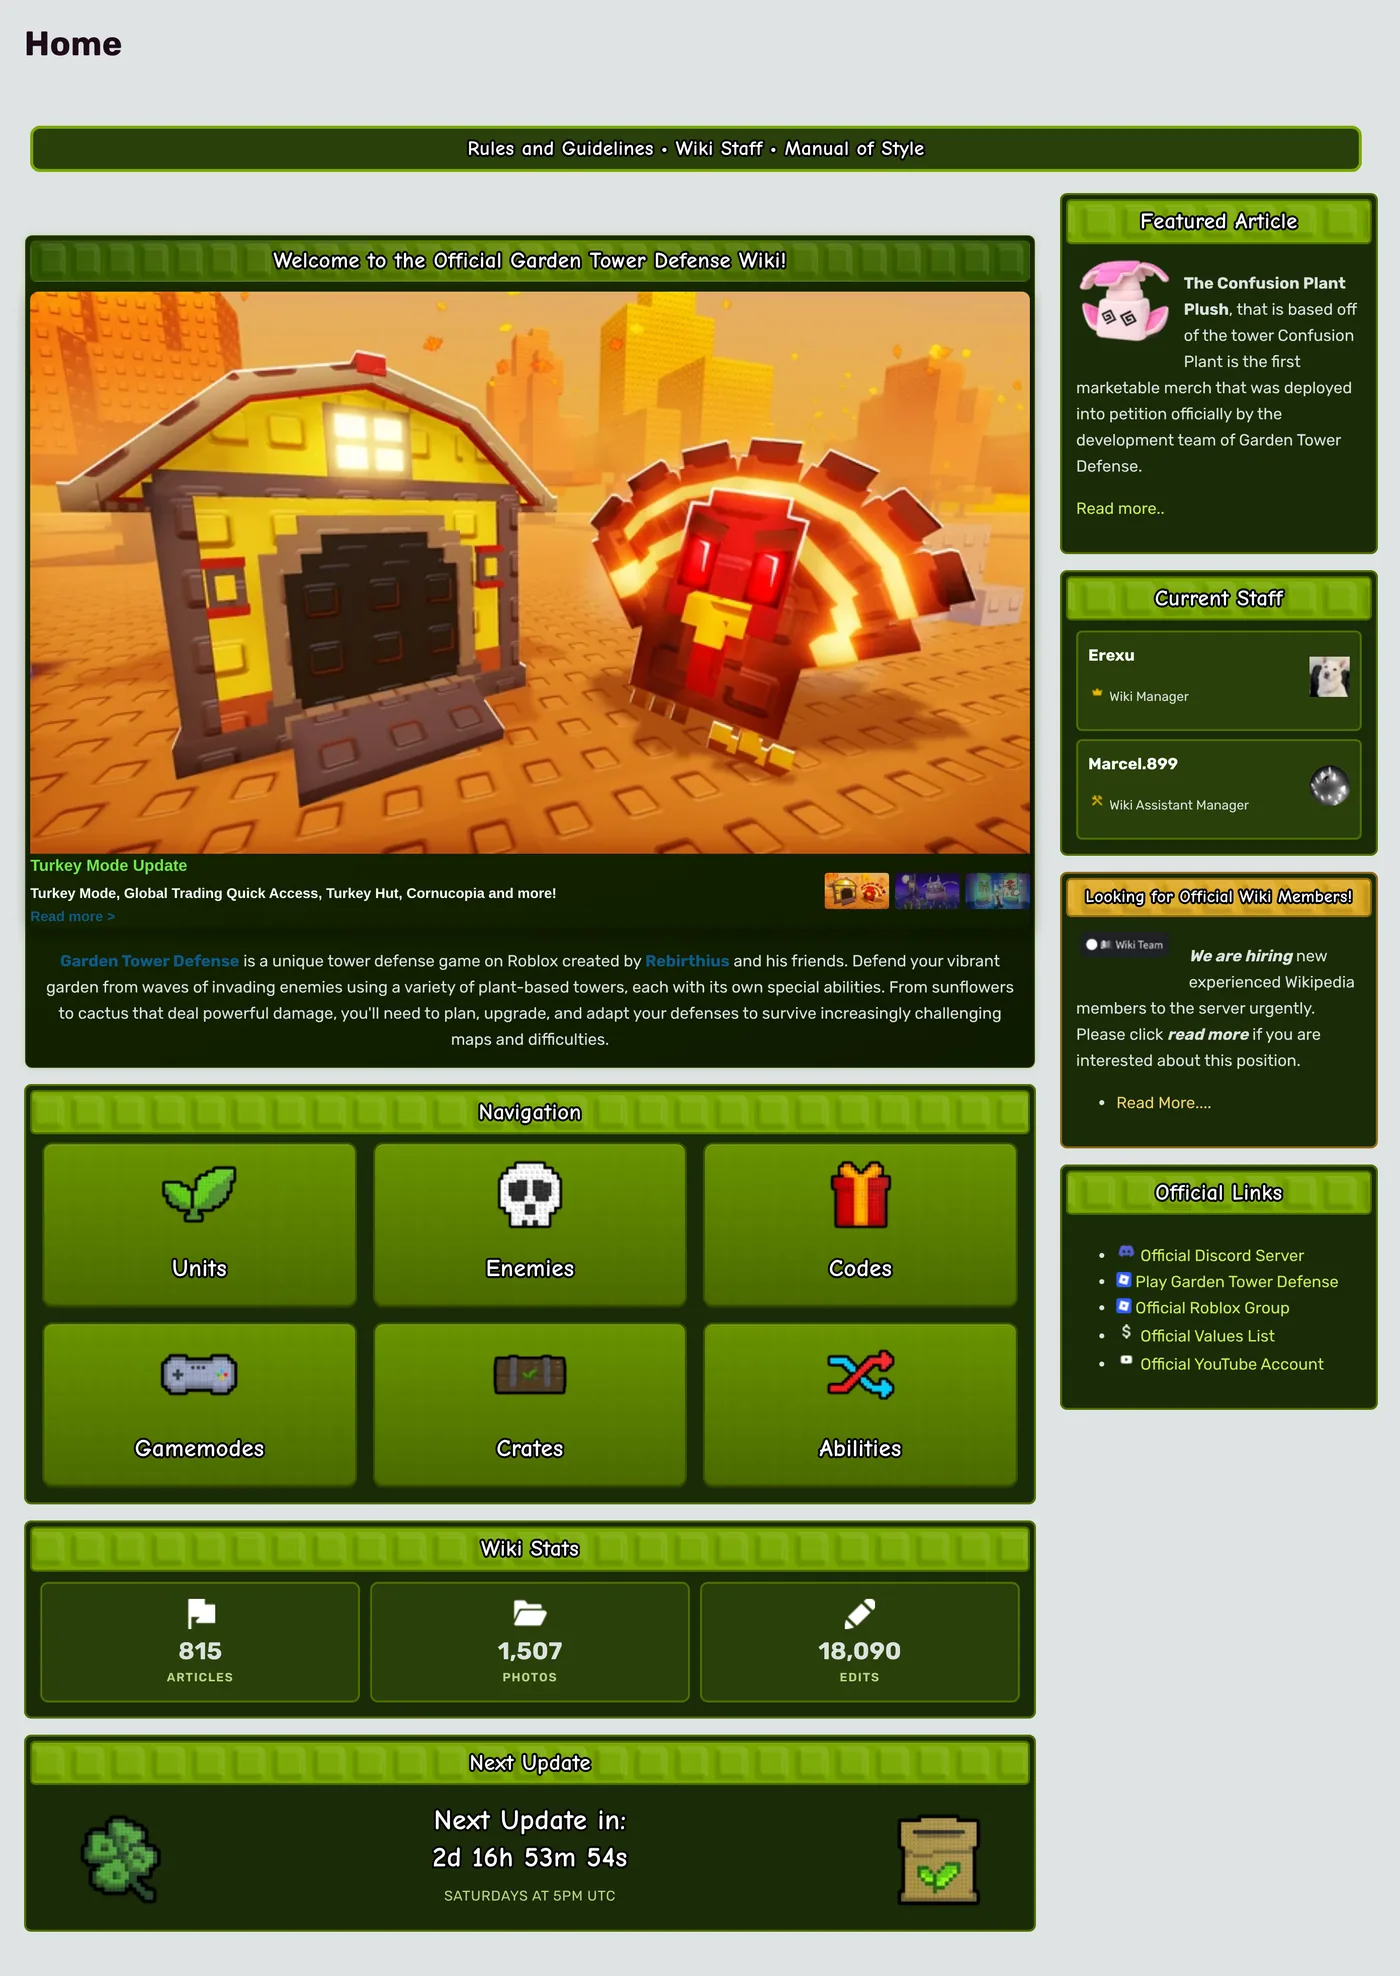 Home
Rules and Guidelines • Wiki Staff • Manual of Style
Welcome to the Official Garden Tower Defense Wiki!
Turkey Mode Update
Turkey Mode, Global Trading Quick Access, Turkey Hut, Cornucopia and more!
Read more >
Garden Tower Defense is a unique tower defense game on Roblox created by Rebirthius and his friends. Defend your vibrant
garden from waves of invading enemies using a variety of plant-based towers, each with its own special abilities. From sunflowers
to cactus that deal powerful damage, you'll need to plan, upgrade, and adapt your defenses to survive increasingly challenging
maps and difficulties.
Navigation
Units
Enemies
Codes
Gamemodes
Crates
Abilities
Wiki Stats
815
ARTICLES
1,507
PHOTOS
18,090
EDITS
Next Update
Next Update in:
2d 16h 53m 54s
SATURDAYS AT 5PM UTC
Featured Article
The Confusion Plant
Plush, that is based off
of the tower Confusion
Plant is the first
marketable merch that was deployed
into petition officially by the
development team of Garden Tower
Defense.
Read more..
Current Staff
Erexu
Wiki Manager
Marcel.899
Wiki Assistant Manager
Looking for Official Wiki Members!
Wiki Team
We are hiring new
experienced Wikipedia
members to the server urgently.
Please click read more if you are
interested about this position.
• Read More....
Official Links
• Official Discord Server
• Play Garden Tower Defense
• Official Roblox Group
• $ Official Values List
• Official YouTube Account